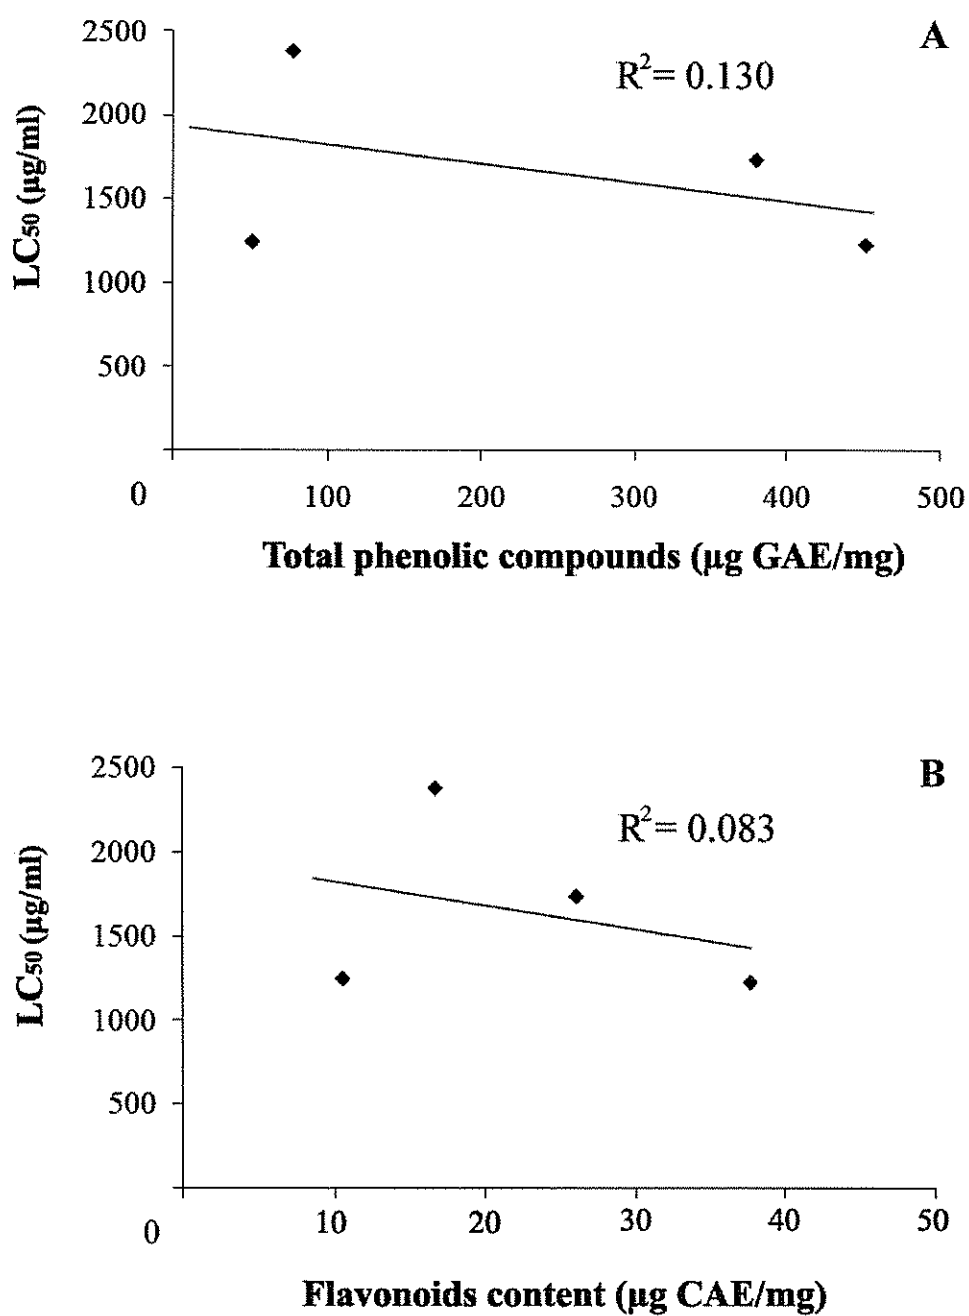 A
R²= 0.130
LC₅₀ (µg/ml)
2500
2000
1500
1000
500
0
100 200 300 400 500
Total phenolic compounds (µg GAE/mg)
B
R²= 0.083
LC₅₀ (µg/ml)
2500
2000
1500
1000
500
0
10 20 30 40 50
Flavonoids content (µg CAE/mg)